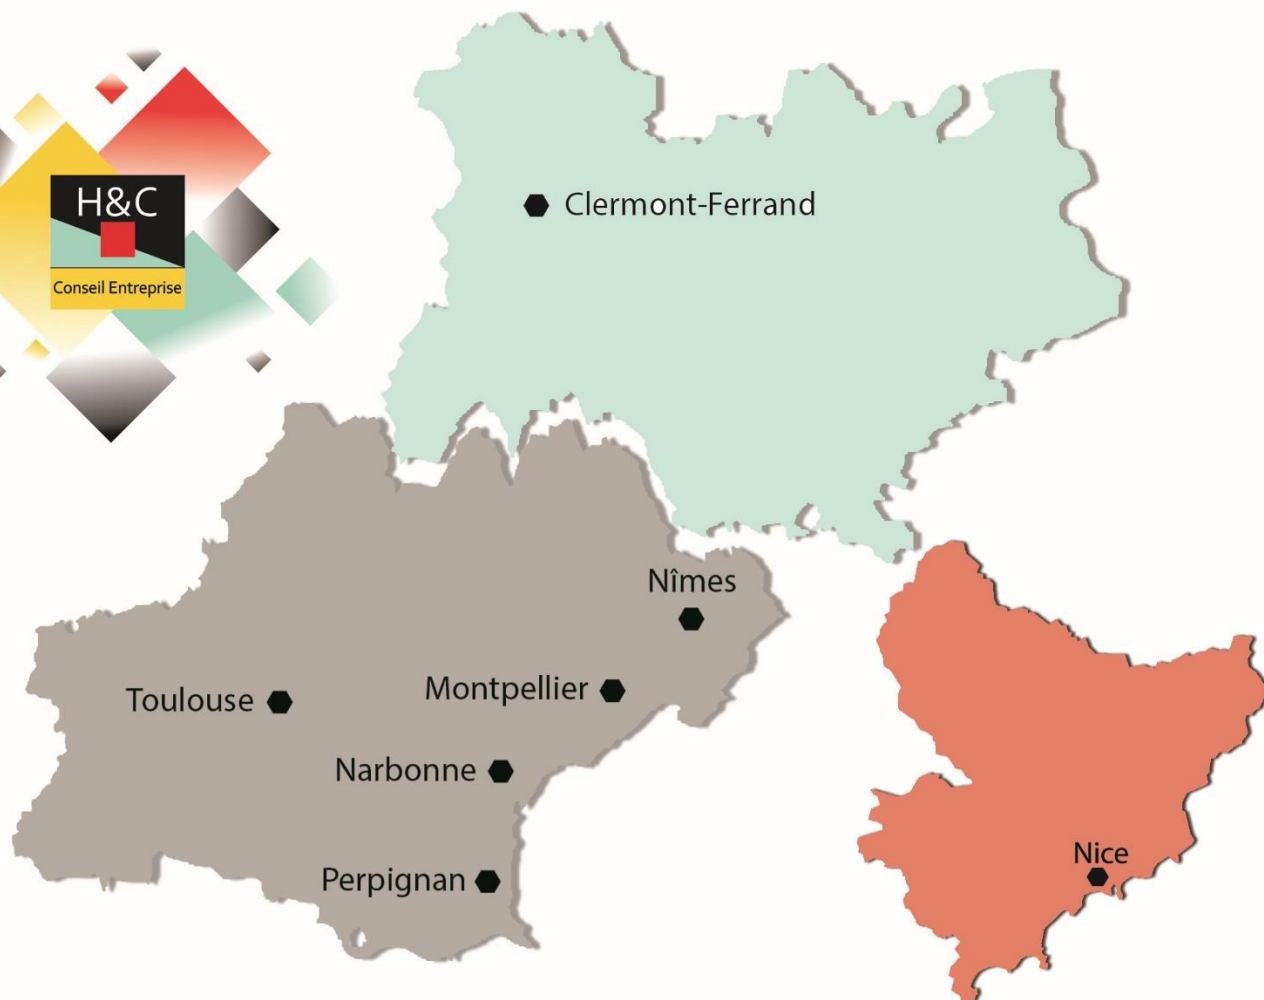 H&C
Conseil Entreprise
Clermont-Ferrand
Nîmes
Toulouse
Montpellier
Narbonne
Perpignan
Nice